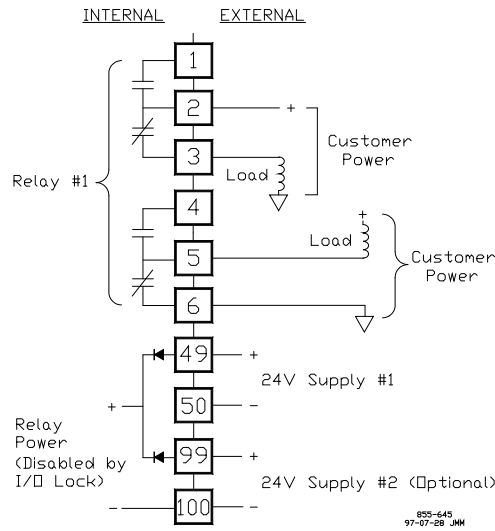 INTERNAL EXTERNAL
1
2 +
Customer
Power
3
Load
Relay #1
4
+
Load
5
Customer
Power
6
49 +
24V Supply #1
+
50 -
Relay
Power
(Disabled by
I/O Lock)
99 +
24V Supply #2 (Optional)
- 100 -
855-645
97-07-28 JMM